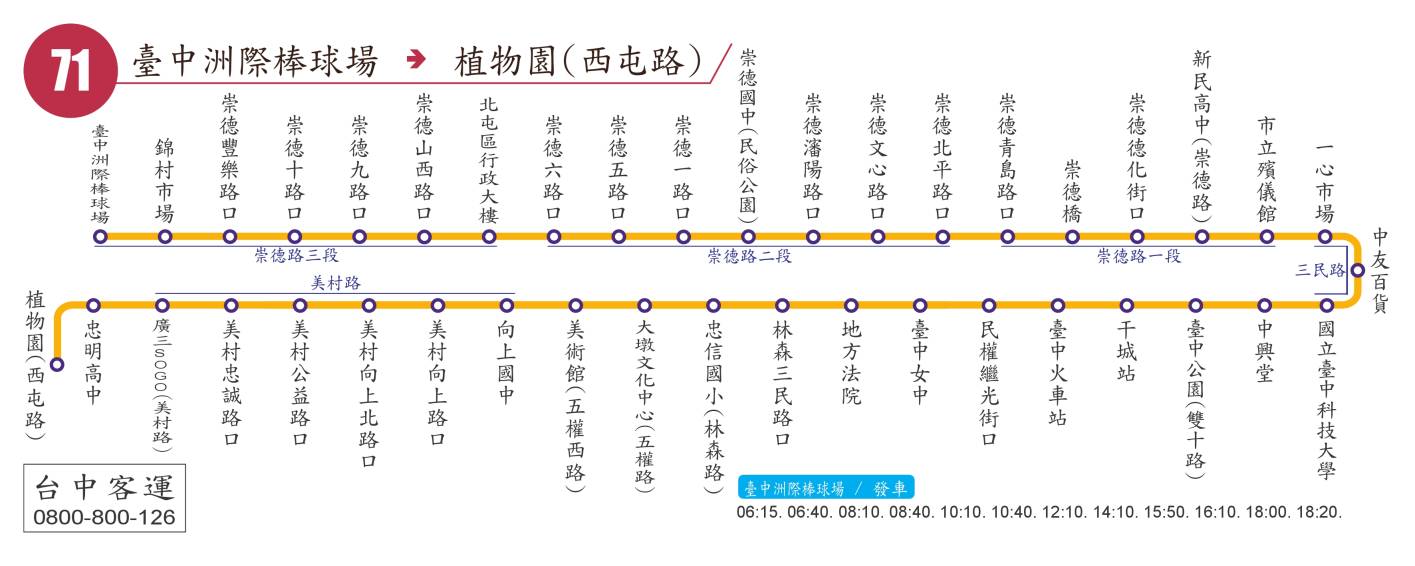 71
臺中洲際棒球場 → 植物園(西屯路)
臺中洲際棒球場
錦村市場
崇德豐樂路口
崇德十路口
崇德九路口
崇德山西路口
北屯區行政大樓
崇德六路口
崇德五路口
崇德一路口
崇德國中(民俗公園)
崇德瀋陽路口
崇德文心路口
崇德北平路口
崇德青島路口
崇德橋
崇德德化街口
新民高中(崇德路)
市立殯儀館
一心市場
崇德路三段
崇德路二段
崇德路一段
三民路
中友百貨
美村路
國立臺中科技大學
中興堂
臺中公園(雙十路)
干城站
臺中火車站
民權繼光街口
臺中女中
地方法院
林森三民路口
忠信國小(林森路)
大墩文化中心(五權路)
美術館(五權西路)
向上國中
美村向上路口
美村向上北路口
美村公益路口
美村忠誠路口
廣三SOGO(美村路)
忠明高中
植物園(西屯路)
台中客運
0800-800-126
臺中洲際棒球場 / 發車
06:15. 06:40. 08:10. 08:40. 10:10. 10:40. 12:10. 14:10. 15:50. 16:10. 18:00. 18:20.